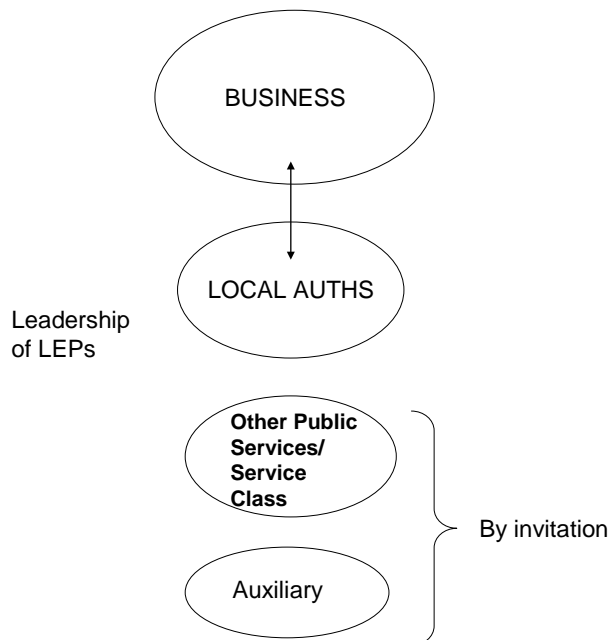 BUSINESS
LOCAL AUTHS
Leadership
of LEPs
Other Public
Services/
Service
Class
By invitation
Auxiliary